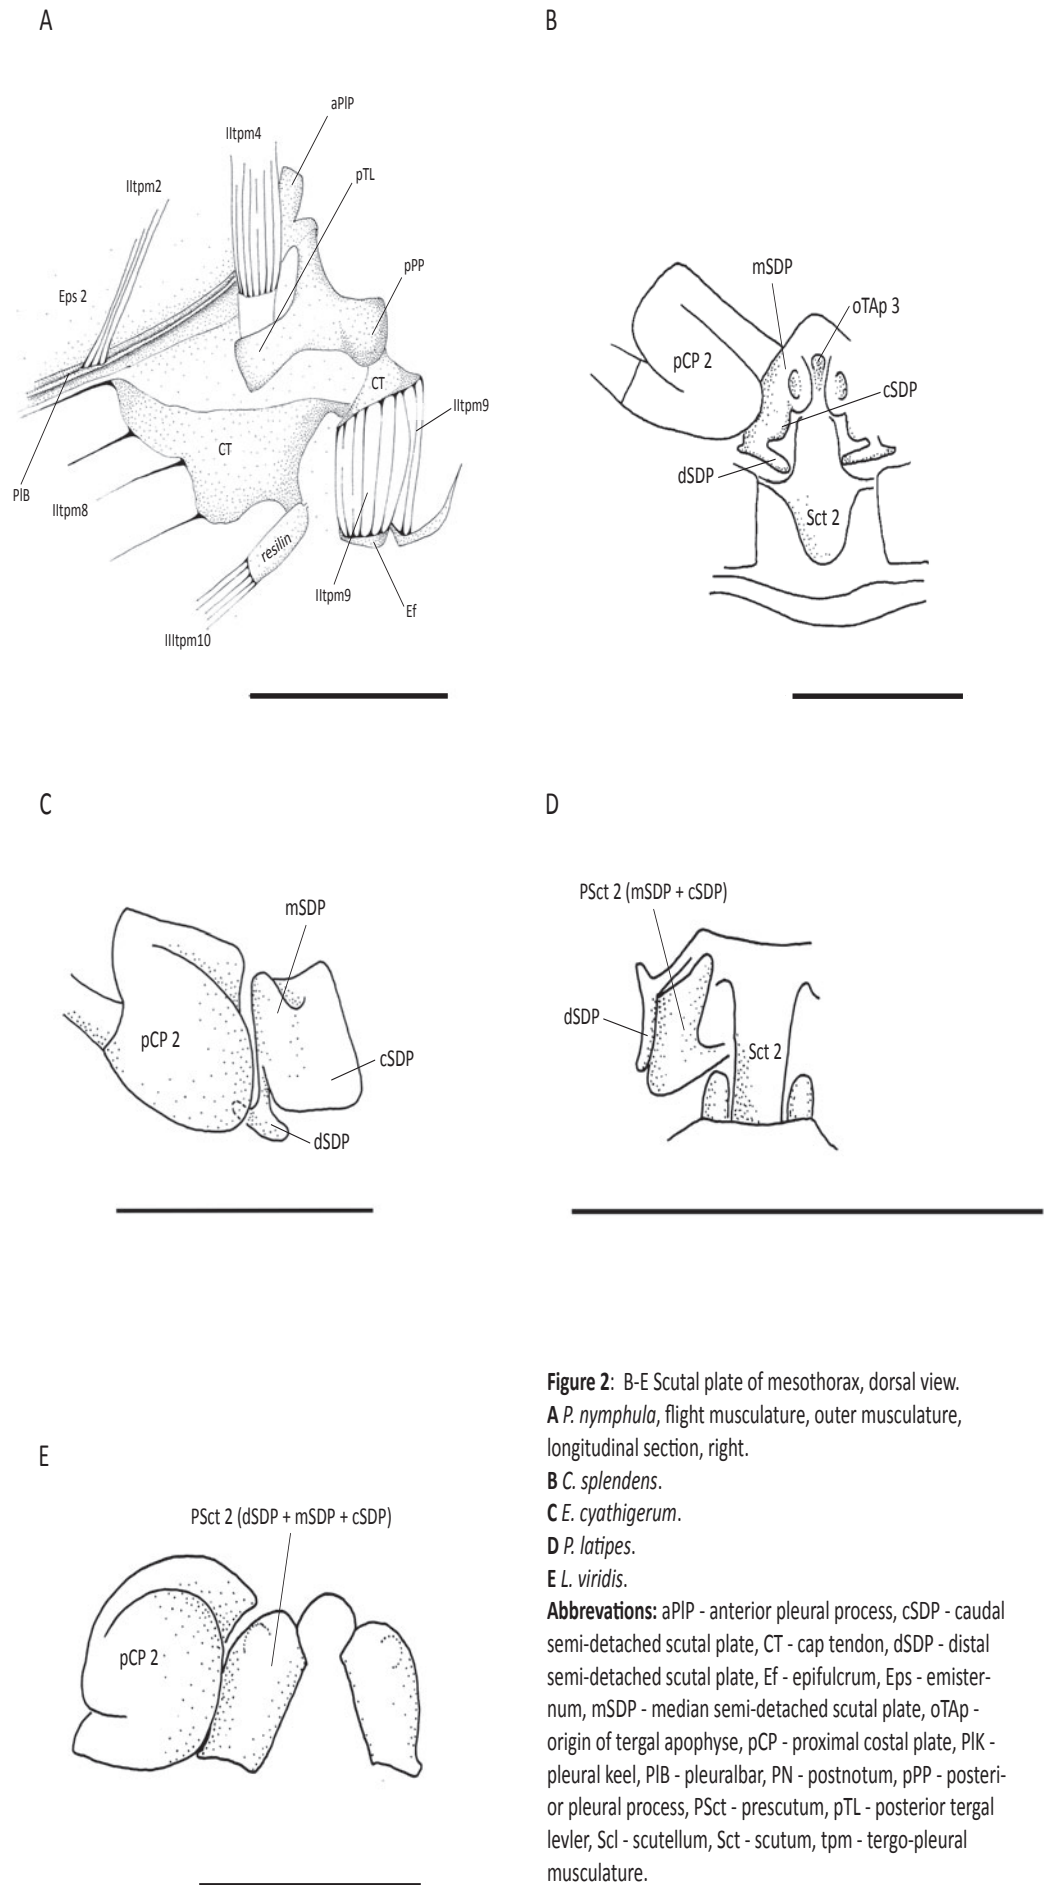 A
B
aPlP
IItpm4
pTL
IItpm2
pPP
Eps 2
CT
IItpm9
CT
PlB
IItpm8
resilin
IItpm9
Ef
IIItpm10
mSDP
oTAp 3
pCP 2
cSDP
dSDP
Sct 2
C
D
mSDP
pCP 2
cSDP
dSDP
PSct 2 (mSDP + cSDP)
dSDP
Sct 2
E
PSct 2 (dSDP + mSDP + cSDP)
pCP 2
Figure 2: B-E Scutal plate of mesothorax, dorsal view.
A P. nymphula, flight musculature, outer musculature,
longitudinal section, right.
B C. splendens.
C E. cyathigerum.
D P. latipes.
E L. viridis.
Abbrevations: aPlP - anterior pleural process, cSDP - caudal
semi-detached scutal plate, CT - cap tendon, dSDP - distal
semi-detached scutal plate, Ef - epifulcrum, Eps - emister-
num, mSDP - median semi-detached scutal plate, oTAp -
origin of tergal apophyse, pCP - proximal costal plate, PlK -
pleural keel, PlB - pleuralbar, PN - postnotum, pPP - posteri-
or pleural process, PSct - prescutum, pTL - posterior tergal
levler, Scl - scutellum, Sct - scutum, tpm - tergo-pleural
musculature.